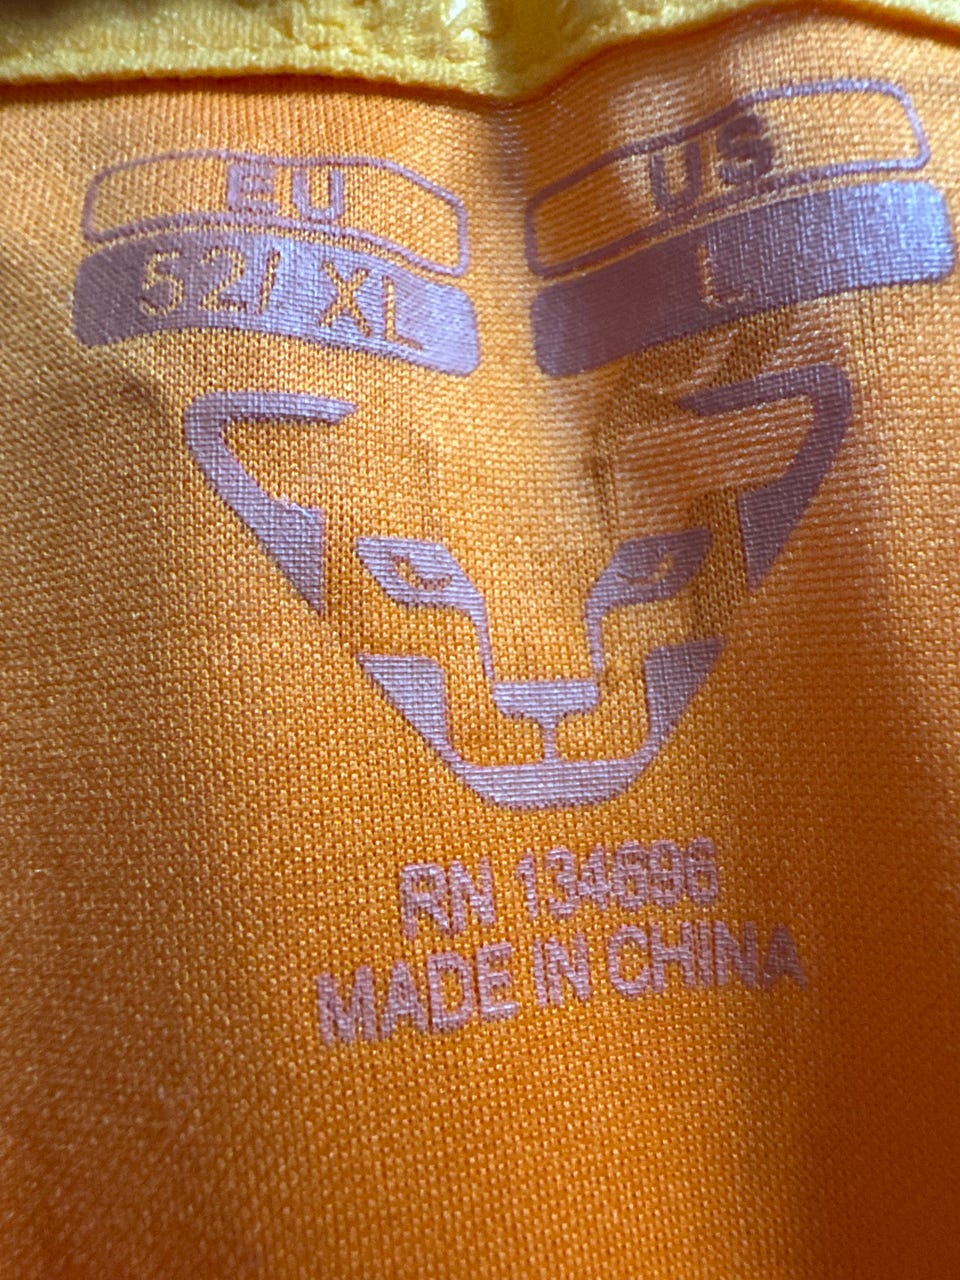 EU
52/ XL
US
L
RN 134696
MADE IN CHINA